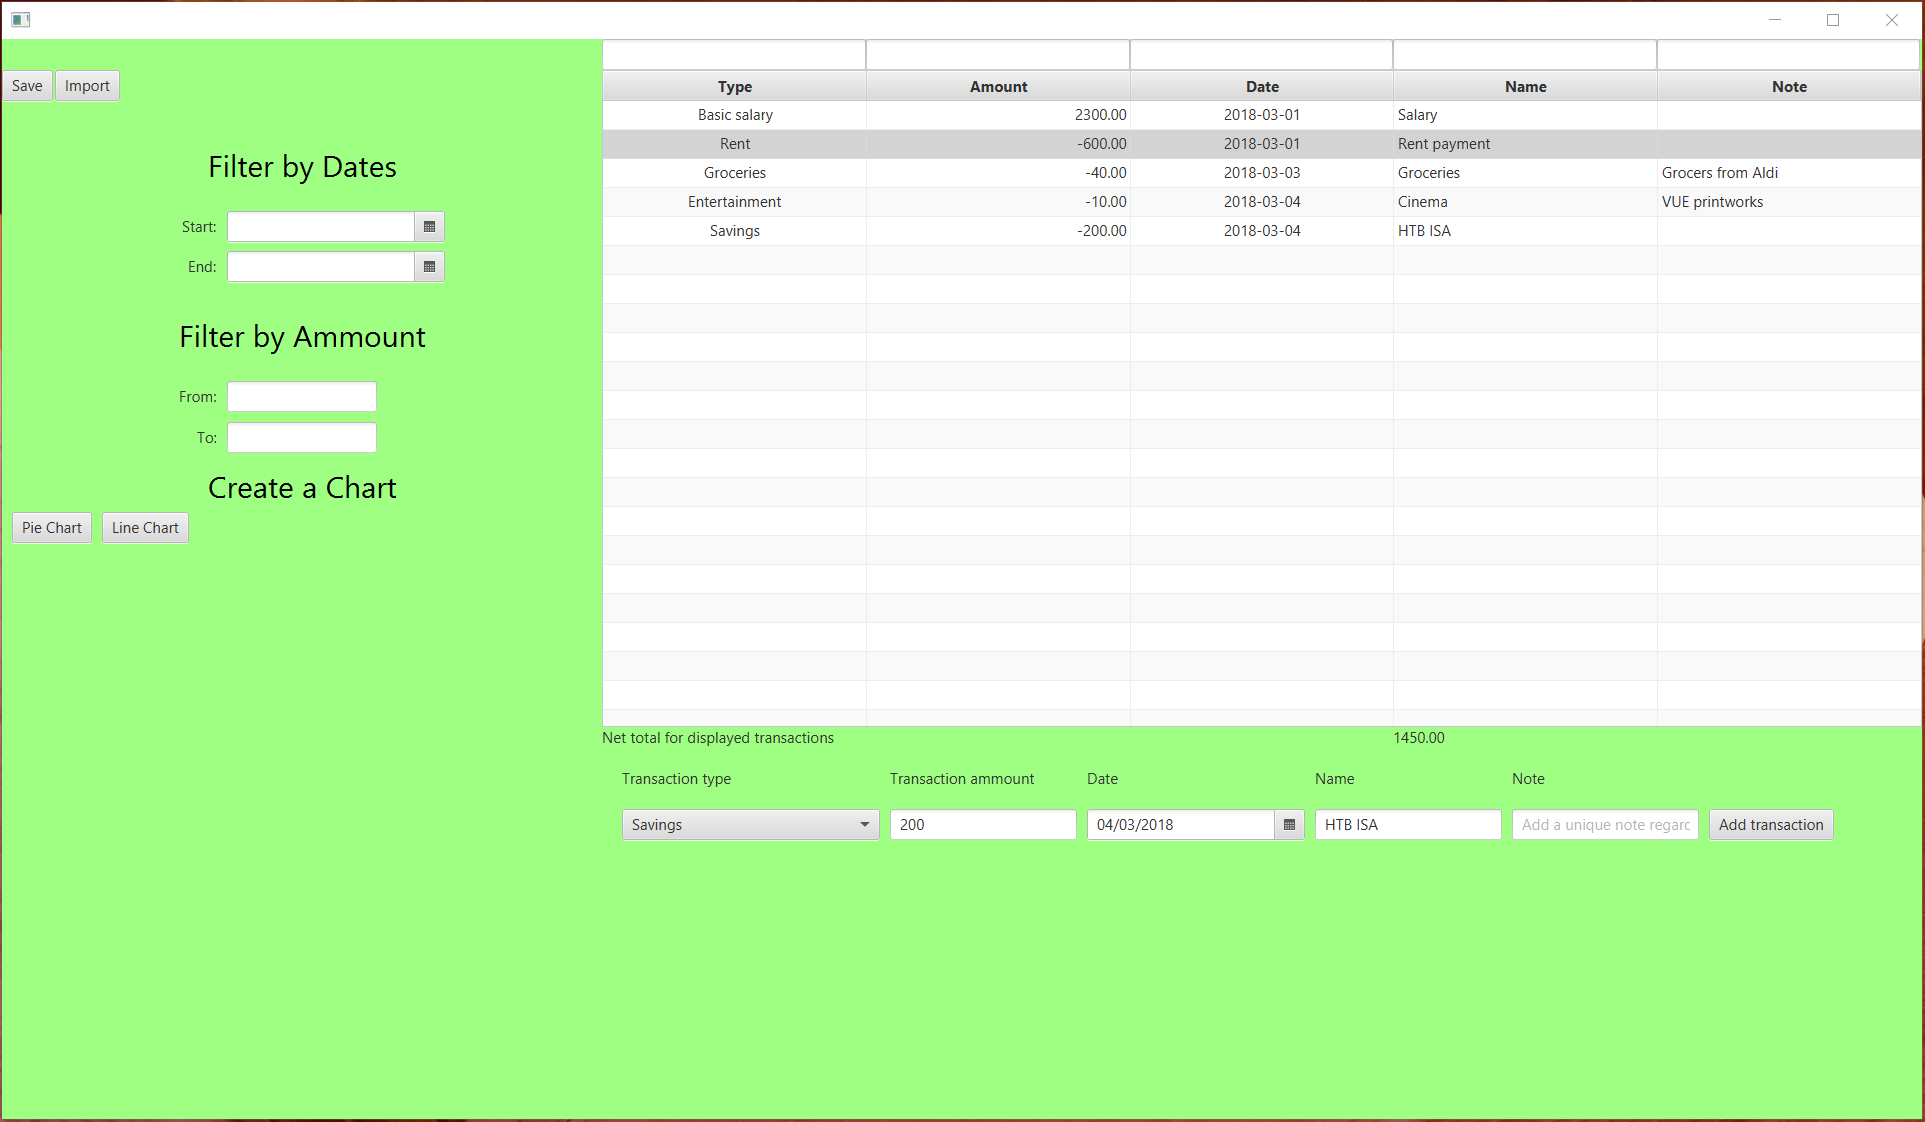 Save Import
Filter by Dates
Start:
End:
Filter by Ammount
From:
To:
Create a Chart
Pie Chart Line Chart
Type Amount Date Name Note
Basic salary 2300.00 2018-03-01 Salary
Rent -600.00 2018-03-01 Rent payment
Groceries -40.00 2018-03-03 Groceries Grocers from Aldi
Entertainment -10.00 2018-03-04 Cinema VUE printworks
Savings -200.00 2018-03-04 HTB ISA
Net total for displayed transactions 1450.00
Transaction type Transaction ammount Date Name Note
Savings 200 04/03/2018 HTB ISA Add a unique note regarc Add transaction